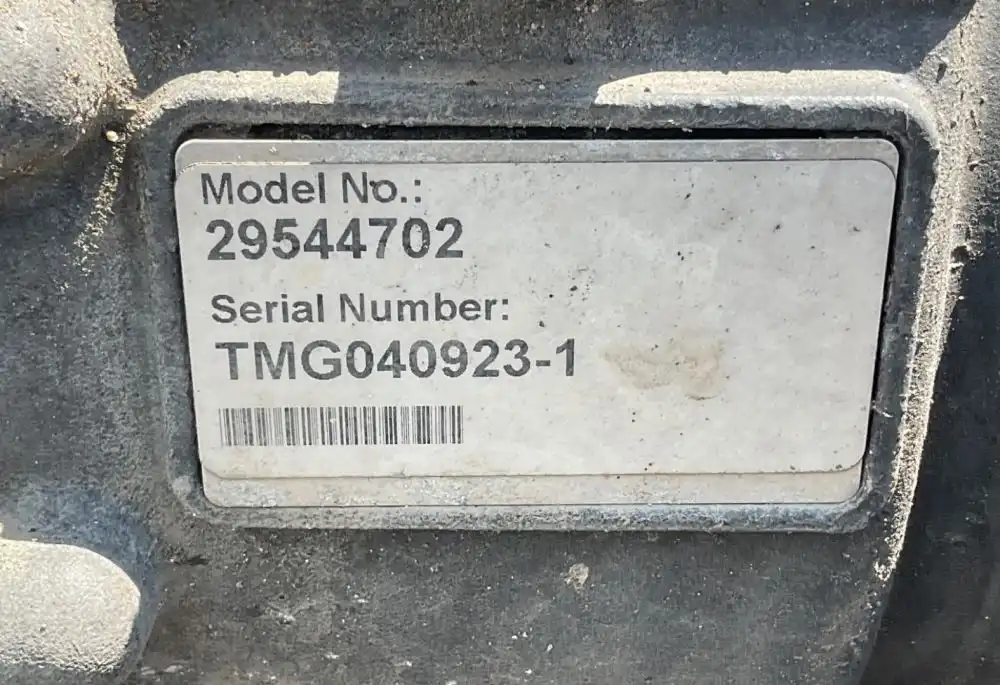 Model No.:
29544702
Serial Number:
TMG040923-1